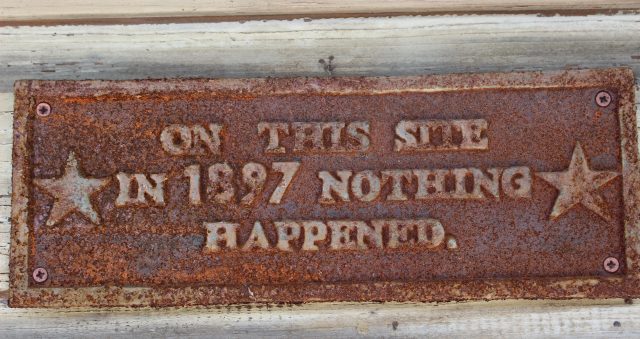 ON THIS SITE
IN 1897 NOTHING
HAPPENED.